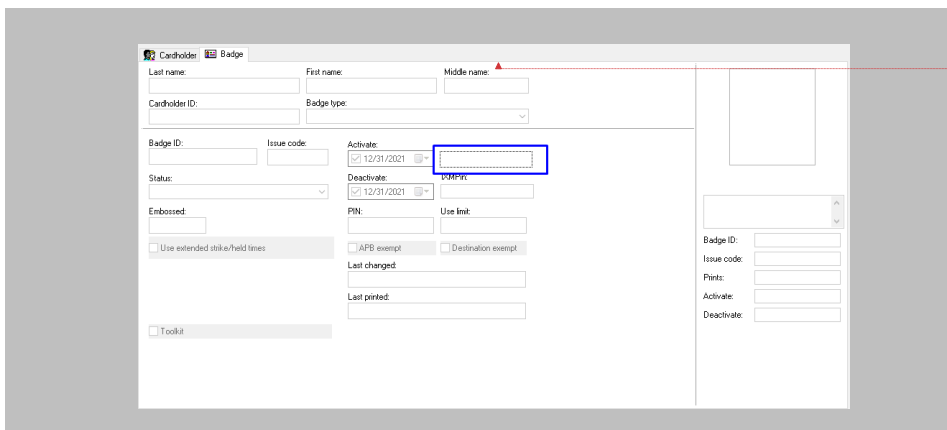 Cardholder Badge
Last name: First name: Middle name:
Cardholder ID: Badge type:
Badge ID: Issue code: Activate:
12/31/2021
Status: Deactivate: IXMPin:
12/31/2021
Embossed: PIN: Use limit:
Use extended strike/held times APB exempt Destination exempt
Last changed:
Last printed:
Toolkit
Badge ID:
Issue code:
Prints:
Activate:
Deactivate: